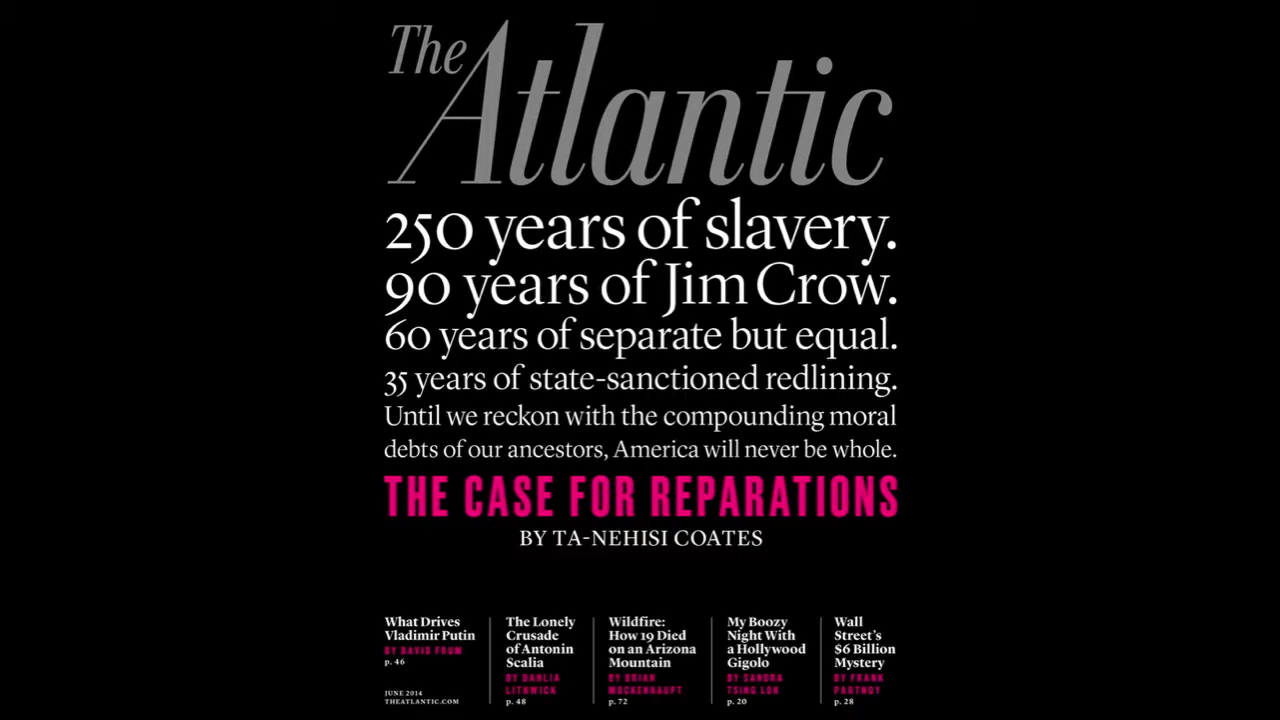 The
Atlantic
250 years of slavery.
90 years of Jim Crow.
60 years of separate but equal.
35 years of state-sanctioned redlining.
Until we reckon with the compounding moral
debts of our ancestors, America will never be whole.
THE CASE FOR REPARATIONS
BY TA-NEHISI COATES
What Drives
Vladimir Putin
BY DAVID FRUM
p. 46
JUNE 2014
THEATLANTIC.COM
The Lonely
Crusade
of Antonin
Scalia
BY DAHLIA
LITHWICK
p. 48
Wildfire:
How 19 Died
on an Arizona
Mountain
BY BRIAN
MOCKENHAUPT
p. 72
My Boozy
Night With
a Hollywood
Gigolo
BY SANDRA
TSING LOH
p. 20
Wall
Street's
$6 Billion
Mystery
BY FRANK
PARTNOY
p. 28